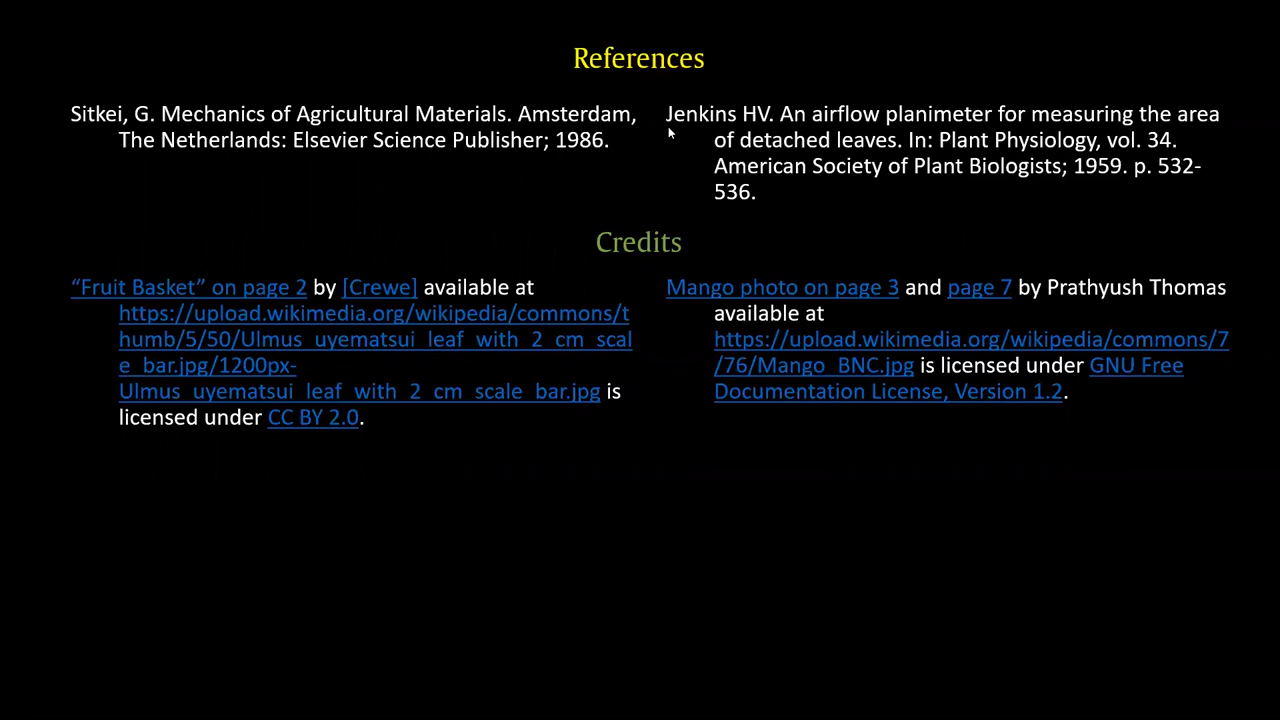 References
Sitkei, G. Mechanics of Agricultural Materials. Amsterdam,
The Netherlands: Elsevier Science Publisher; 1986.
Jenkins HV. An airflow planimeter for measuring the area
of detached leaves. In: Plant Physiology, vol. 34.
American Society of Plant Biologists; 1959. p. 532-
536.
Credits
“Fruit Basket” on page 2 by [Crewe] available at
https://upload.wikimedia.org/wikipedia/commons/t
humb/5/50/Ulmus_uyematsui_leaf_with_2_cm_scal
e_bar.jpg/1200px-
Ulmus_uyematsui_leaf_with_2_cm_scale_bar.jpg is
licensed under CC BY 2.0.
Mango photo on page 3 and page 7 by Prathyush Thomas
available at
https://upload.wikimedia.org/wikipedia/commons/7
/76/Mango_BNC.jpg is licensed under GNU Free
Documentation License, Version 1.2.